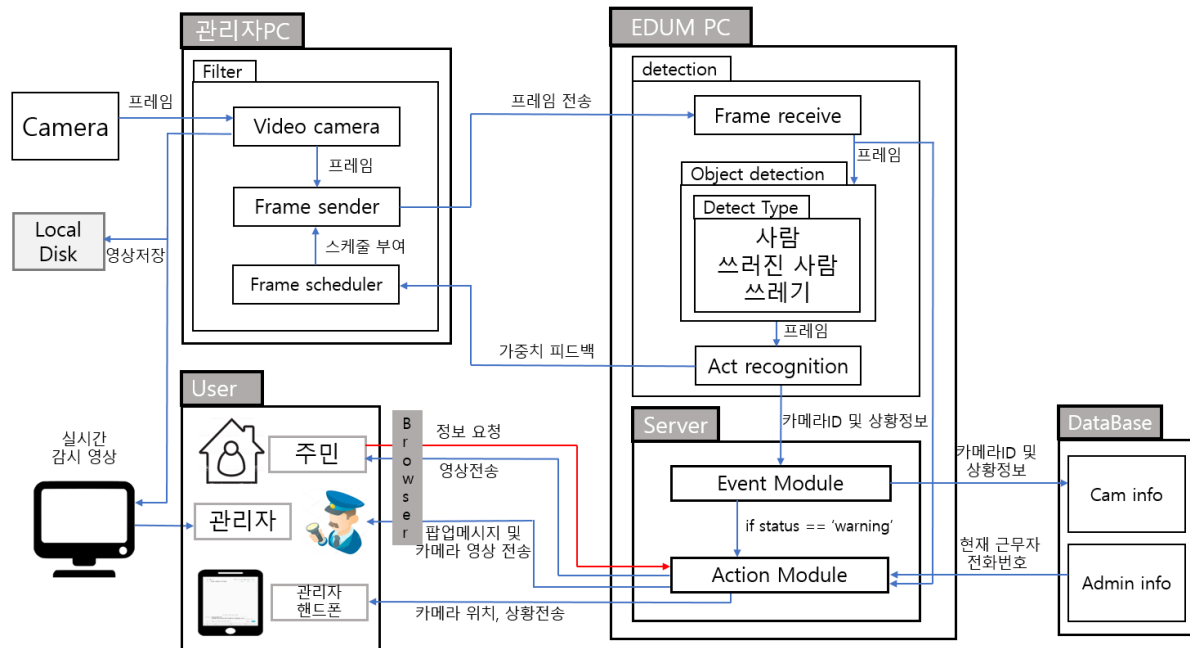 관리자PC
Filter
Camera
프레임
Video camera
프레임
Frame sender
스케줄 부여
Frame scheduler
Local
Disk
영상저장
프레임 전송
가중치 피드백
EDUM PC
detection
Frame receive
프레임
Object detection
Detect Type
사람
쓰러진 사람
쓰레기
프레임
Act recognition
카메라ID 및 상황정보
Server
Event Module
if status == ‘warning’
Action Module
카메라ID 및
상황정보
현재 근무자
전화번호
DataBase
Cam info
Admin info
User
주민
관리자
관리자
핸드폰
Browser
정보 요청
영상전송
팝업메시지 및
카메라 영상 전송
카메라 위치, 상황전송
실시간
감시 영상